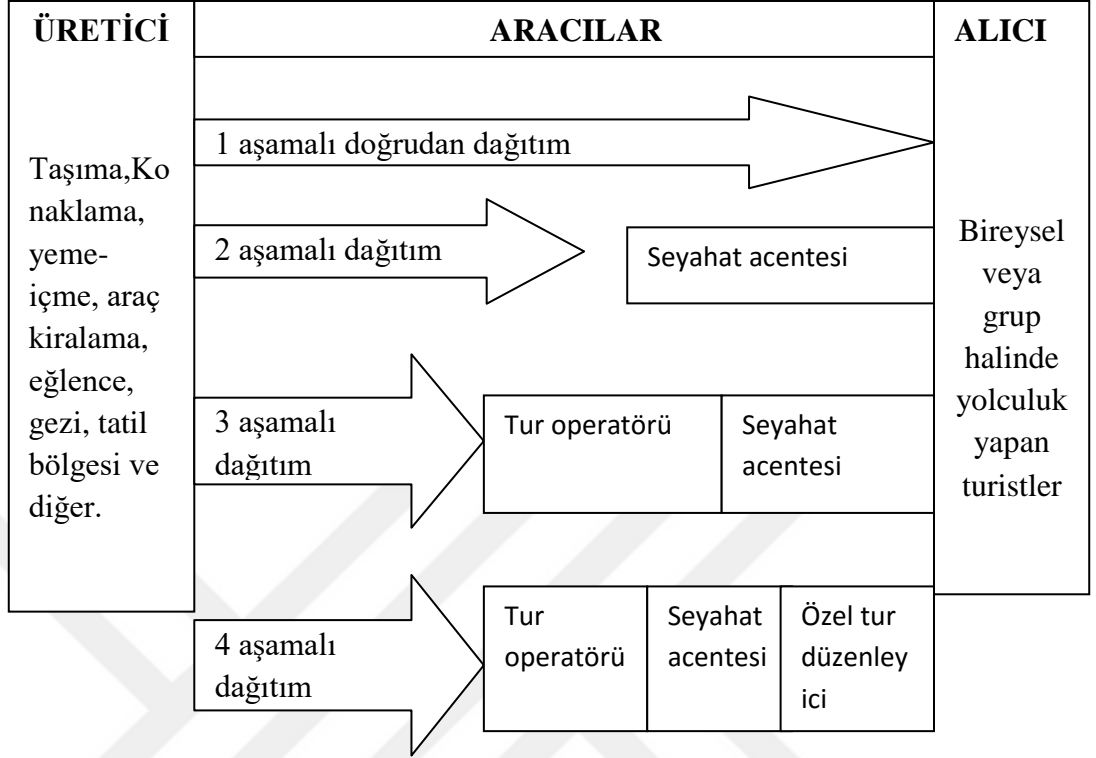 ÜRETİCİ
ARACILAR
ALICI
Taşıma,Ko
naklama,
yeme-
içme, araç
kiralama,
eğlence,
gezi, tatil
bölgesi ve
diğer.
1 aşamalı doğrudan dağıtım
2 aşamalı dağıtım
Seyahat acentesi
3 aşamalı
dağıtım
Tur operatörü
Seyahat
acentesi
4 aşamalı
dağıtım
Tur
operatörü
Seyahat
acentesi
Özel tur
düzenley
ici
Bireysel
veya
grup
halinde
yolculuk
yapan
turistler